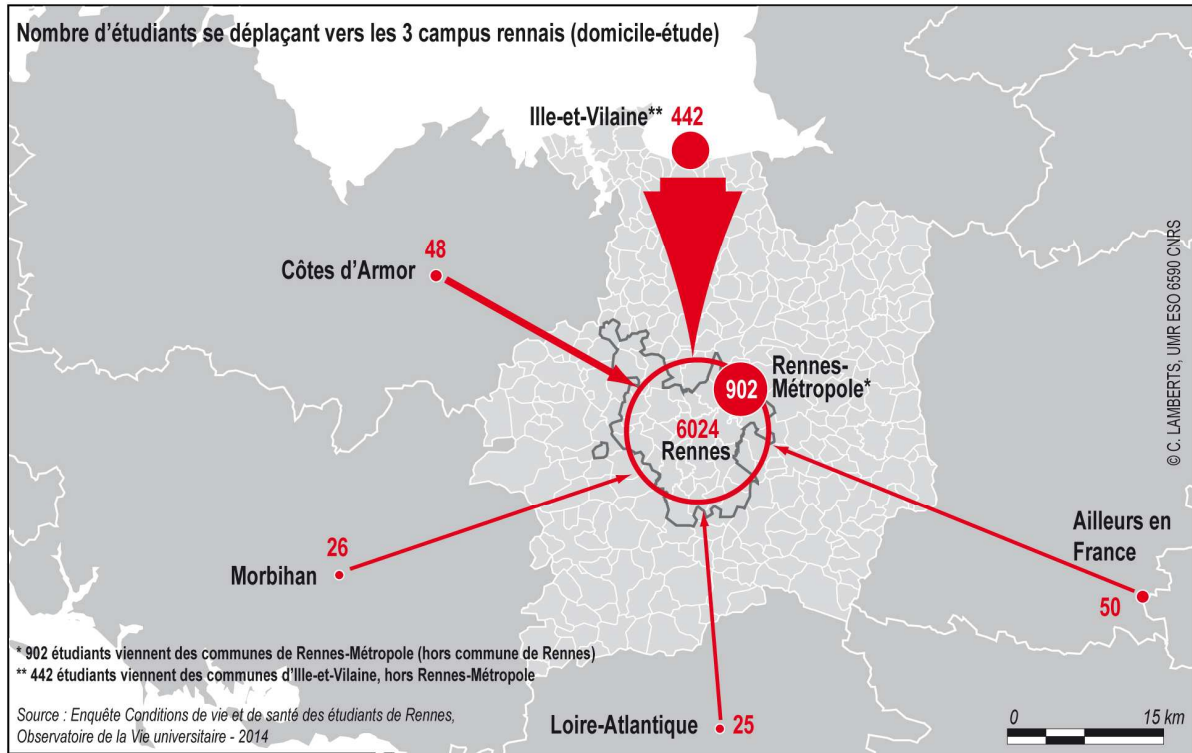 Nombre d'étudiants se déplaçant vers les 3 campus rennais (domicile-étude)
Ille-et-Vilaine** 442
48
Côtes d'Armor
Rennes-
Métropole*
902
6024
Rennes
Ailleurs en
France
50
26
Morbihan
Loire-Atlantique 25
* 902 étudiants viennent des communes de Rennes-Métropole (hors commune de Rennes)
** 442 étudiants viennent des communes d'Ille-et-Vilaine, hors Rennes-Métropole
Source : Enquête Conditions de vie et de santé des étudiants de Rennes,
Observatoire de la Vie universitaire - 2014
0 15 km
© C. LAMBERTS, UMR ESO 6590 CNRS